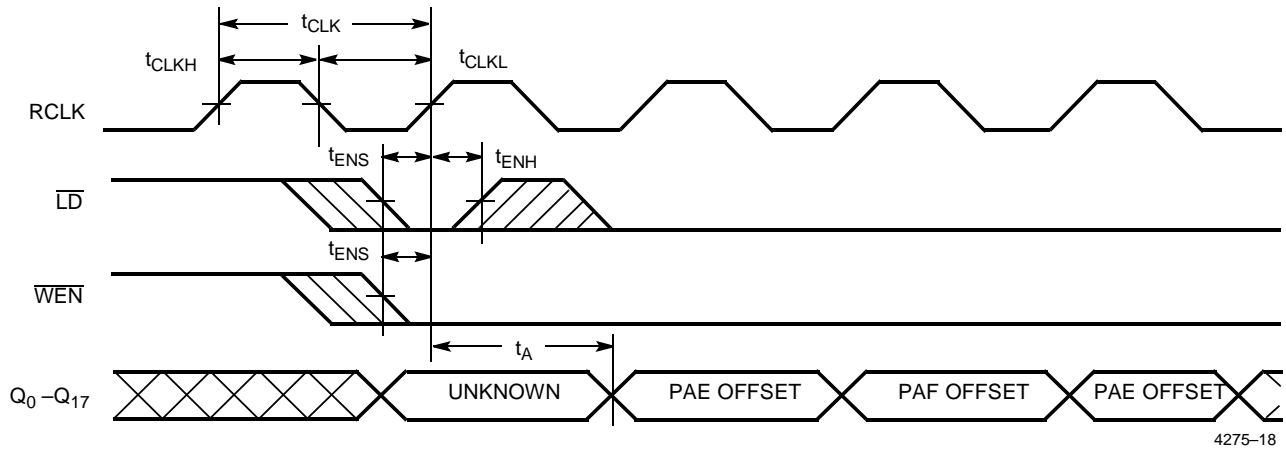 tCLK
tCLKH
tCLKL
RCLK
tENS
tENH
LD
tENS
WEN
tA
Q0 –Q17
UNKNOWN
PAE OFFSET
PAF OFFSET
PAE OFFSET
4275–18